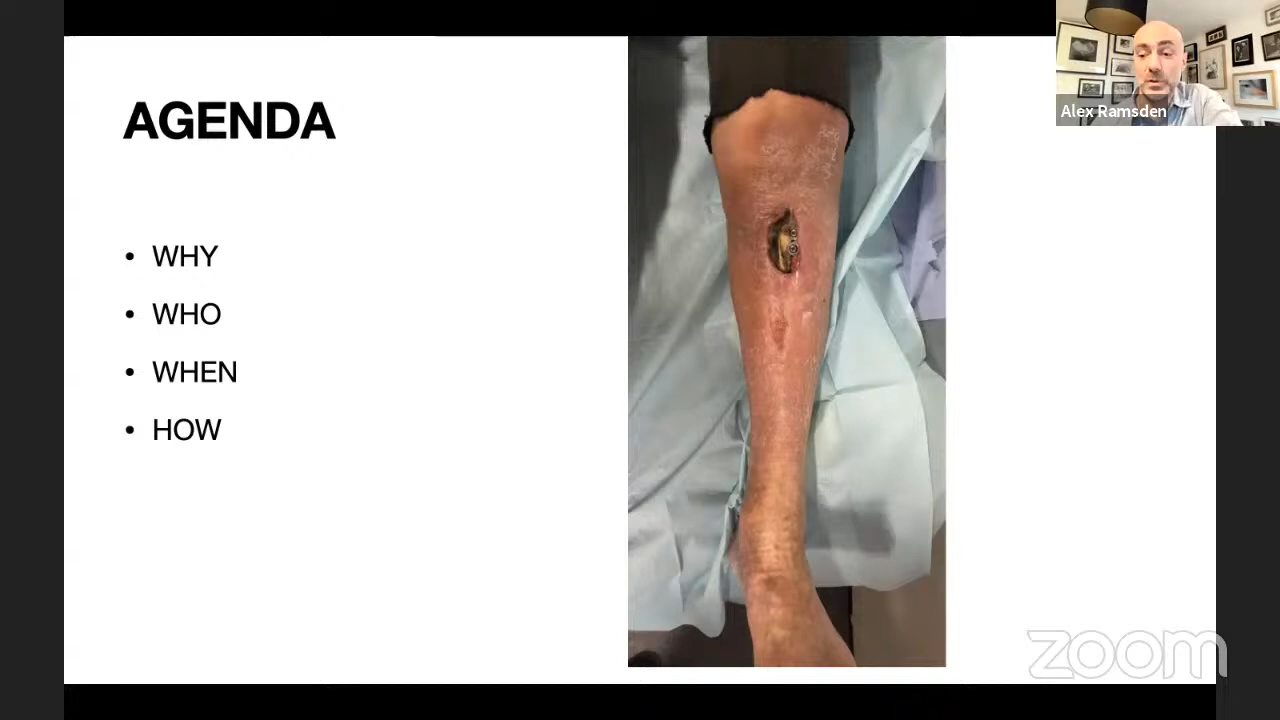 AGENDA
• WHY
• WHO
• WHEN
• HOW
Alex Ramsden
zoom